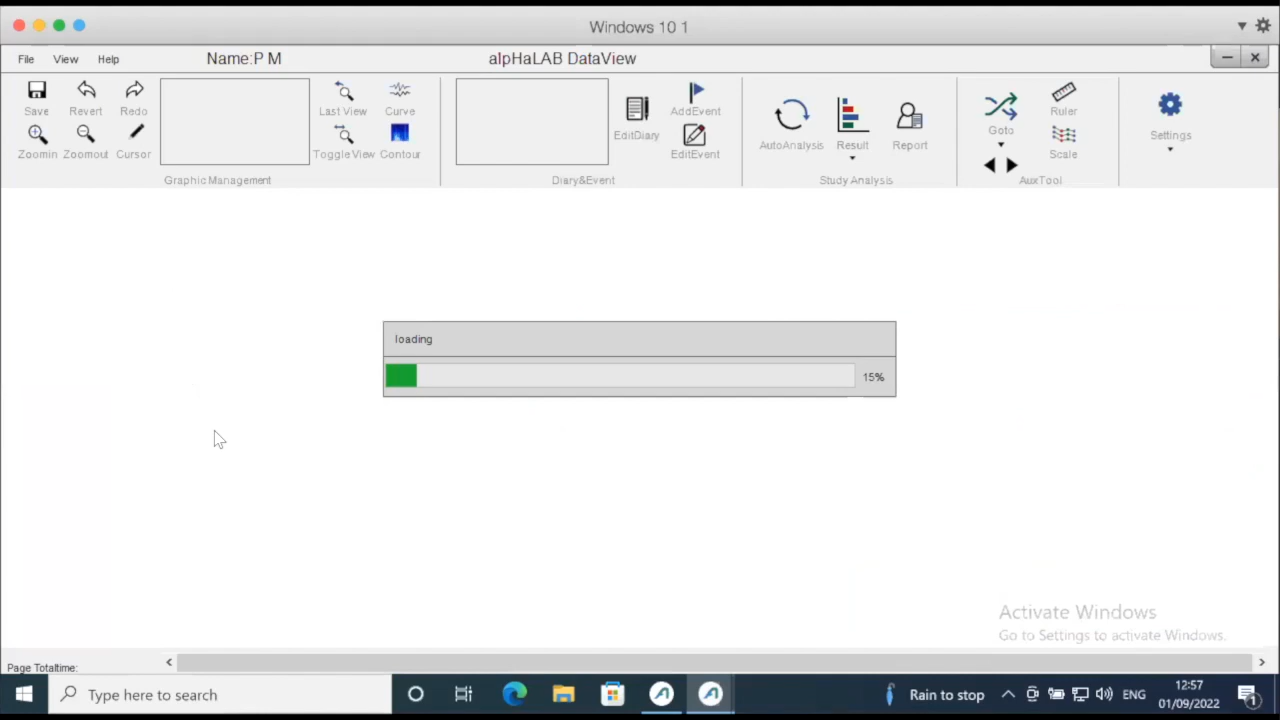 Windows 10 1
File View Help Name:P M alpHaLAB DataView
Save Revert Redo Last View Curve AddEvent Ruler
EditDiary AutoAnalysis Result Report Goto Settings
Zoomin Zoomout Cursor ToggleView Contour EditEvent Scale
Graphic Management Diary&Event Study Analysis AuxTool
loading
15%
Activate Windows
Go to Settings to activate Windows.
Page Totaltime:
Type here to search Rain to stop ENG 12:57
01/09/2022 1